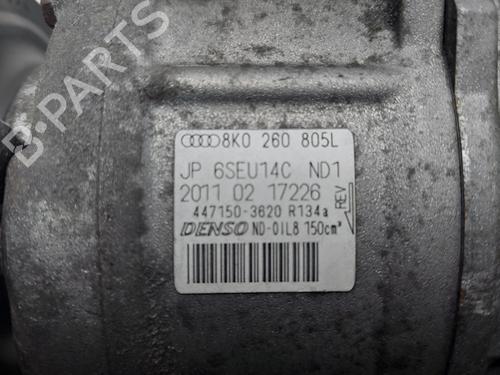 8K0 260 805L
JP 6SEU14C ND1
2011 02 17226
REV
447150-3620 R134a
DENSO ND-OIL8 150cm³
B-PARTS